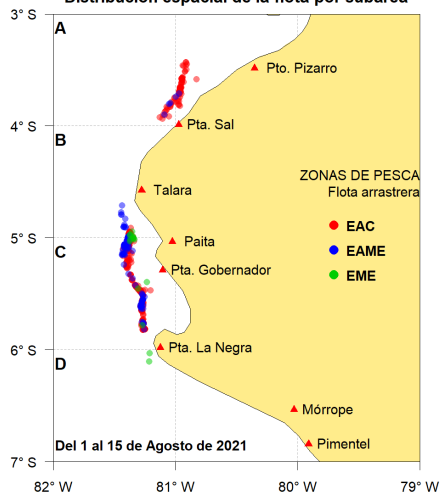 Distribución espacial de la flota por subárea
3° S
A
Pto. Pizarro
4° S
Pta. Sal
B
ZONAS DE PESCA
Flota arrastrera
Talara
EAC
5° S
Paita
C
EAME
Pta. Gobernador
EME
6° S
Pta. La Negra
D
Mórrope
Del 1 al 15 de Agosto de 2021
Pimentel
7° S
82° W
81° W
80° W
79° W